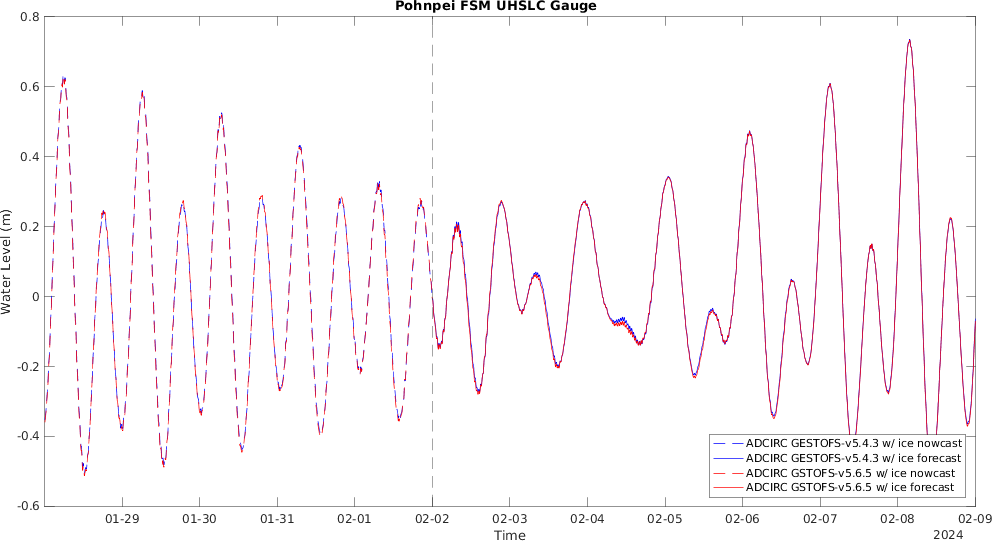 Pohnpei FSM UHSLC Gauge
0.8
0.6
0.4
0.2
0
-0.2
-0.4
-0.6
Water Level (m)
ADCIRC GESTOFS-v5.4.3 w/ ice nowcast
ADCIRC GESTOFS-v5.4.3 w/ ice forecast
ADCIRC GSTOFS-v5.6.5 w/ ice nowcast
ADCIRC GSTOFS-v5.6.5 w/ ice forecast
01-29 01-30 01-31 02-01 02-02 02-03 02-04 02-05 02-06 02-07 02-08 02-09
Time
2024